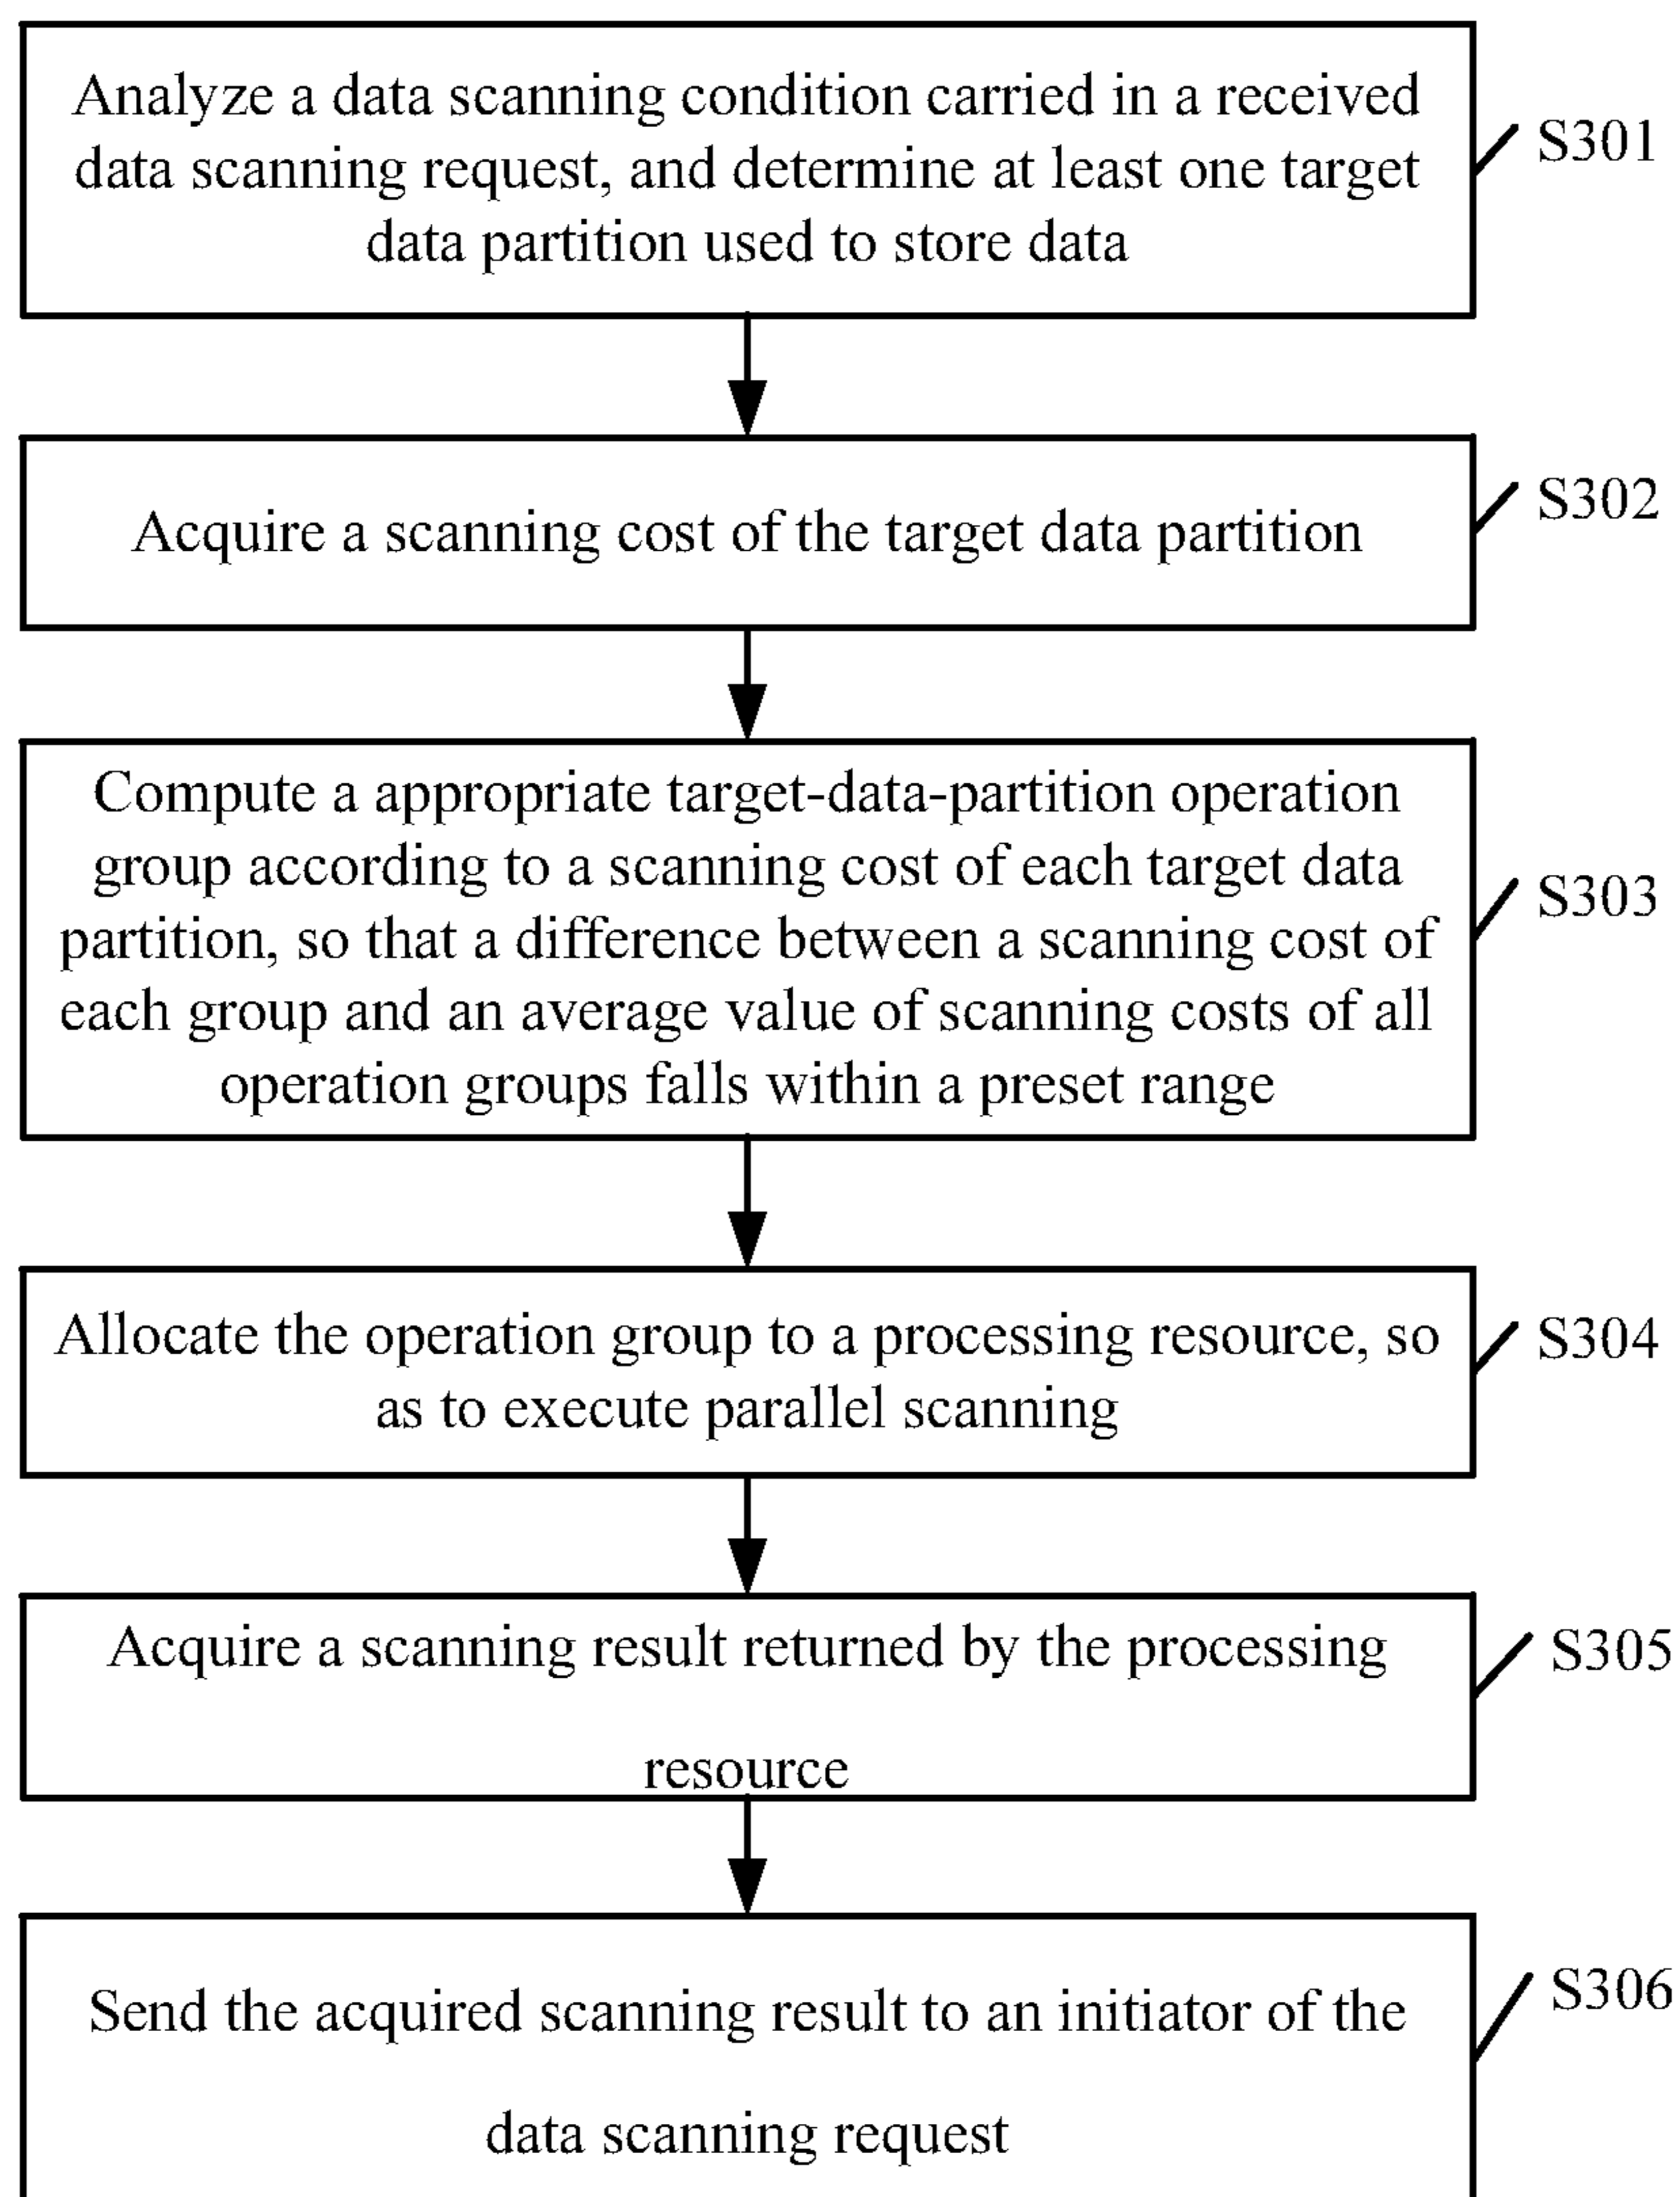 Analyze a data scanning condition carried in a received
data scanning request, and determine at least one target
data partition used to store data
S301
Acquire a scanning cost of the target data partition
S302
Compute a appropriate target-data-partition operation
group according to a scanning cost of each target data
partition, so that a difference between a scanning cost of
each group and an average value of scanning costs of all
operation groups falls within a preset range
S303
Allocate the operation group to a processing resource, so
as to execute parallel scanning
S304
Acquire a scanning result returned by the processing
resource
S305
Send the acquired scanning result to an initiator of the
data scanning request
S306